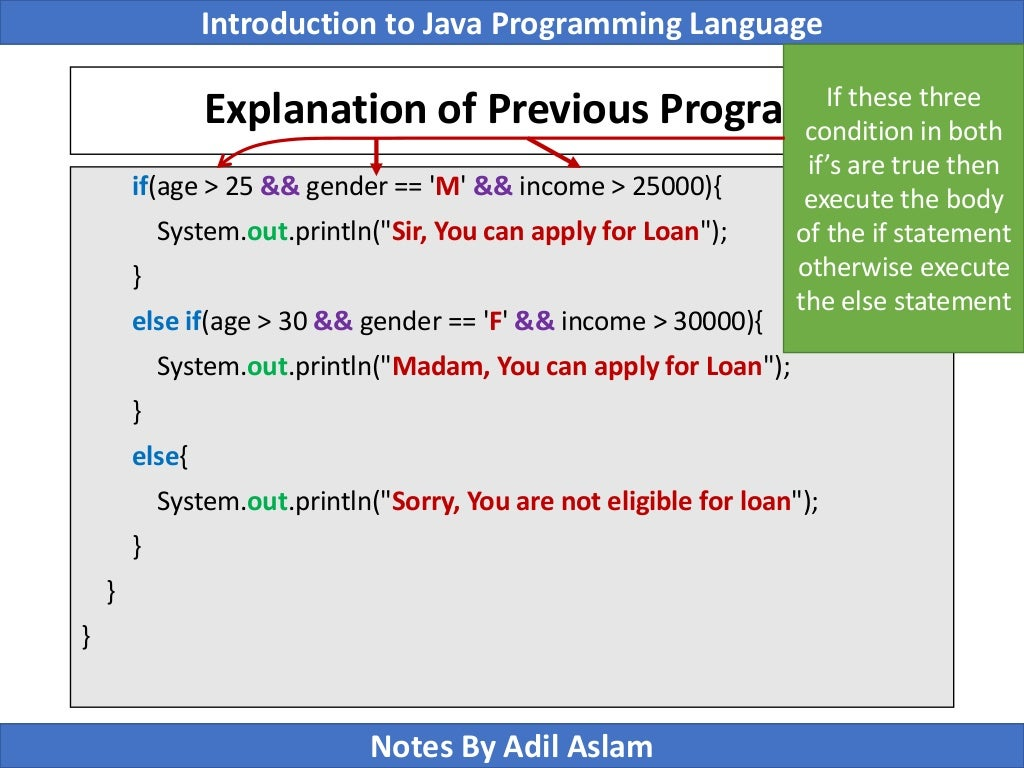 Introduction to Java Programming Language
Explanation of Previous Progra
If these three
condition in both
if’s are true then
execute the body
of the if statement
otherwise execute
the else statement
if(age > 25 && gender == 'M' && income > 25000){
System.out.println("Sir, You can apply for Loan");
}
else if(age > 30 && gender == 'F' && income > 30000){
System.out.println("Madam, You can apply for Loan");
}
else{
System.out.println("Sorry, You are not eligible for loan");
}
}
}
Notes By Adil Aslam